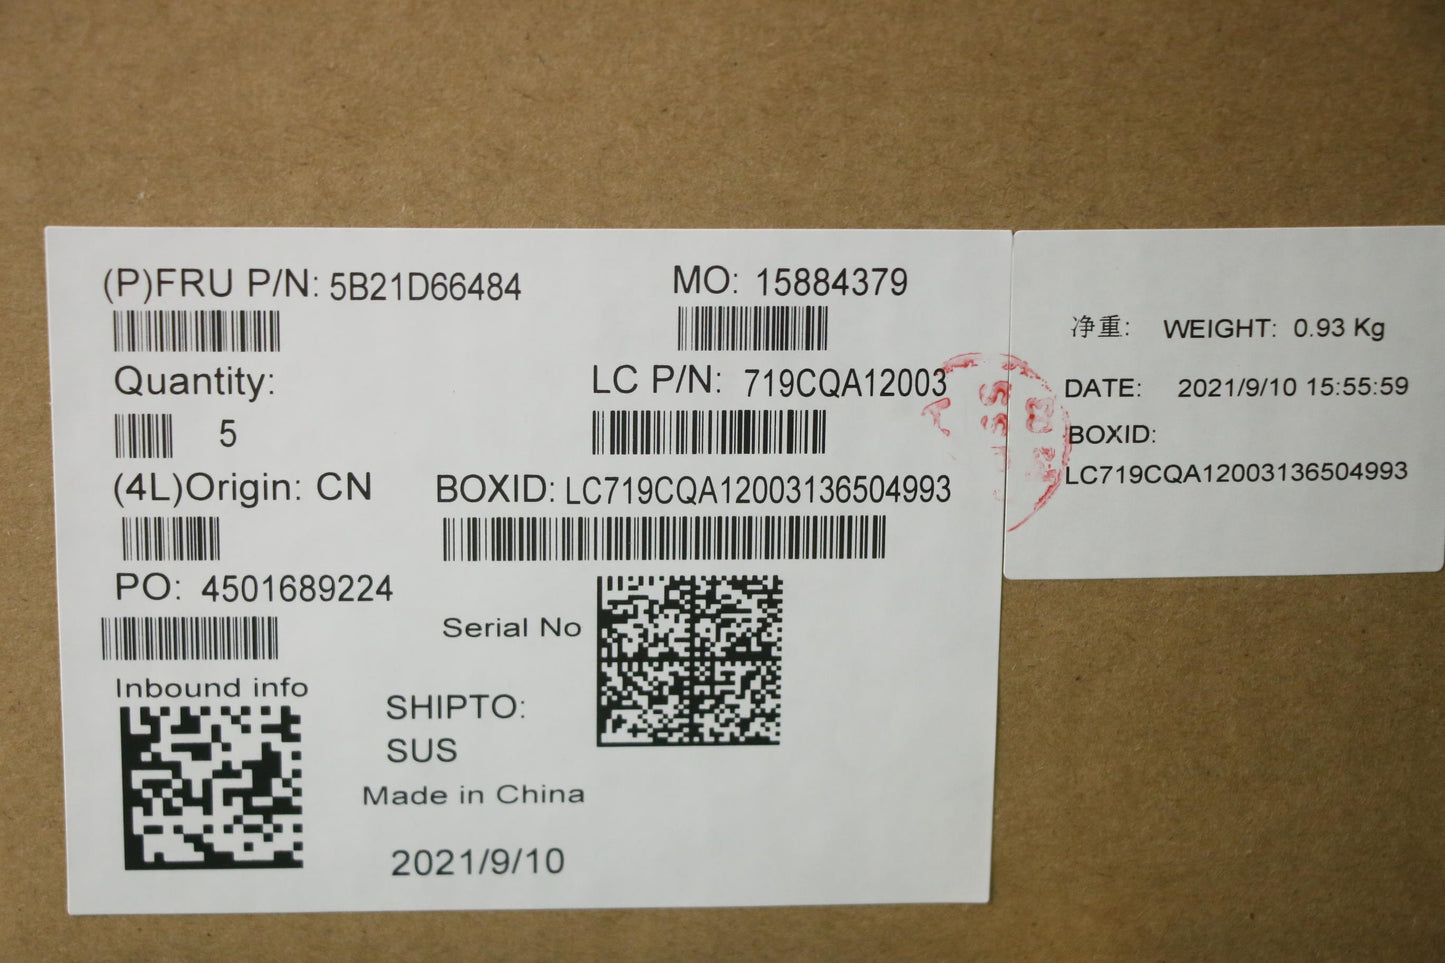 (P)FRU P/N: 5B21D66484
MO: 15884379
Quantity:
5
LC P/N: 719CQA12003
(4L)Origin: CN
BOXID: LC719CQA12003136504993
PO: 4501689224
Serial No
Inbound info
SHIPTO:
SUS
Made in China
2021/9/10
净重: WEIGHT: 0.93 Kg
DATE: 2021/9/10 15:55:59
BOXID:
LC719CQA12003136504993